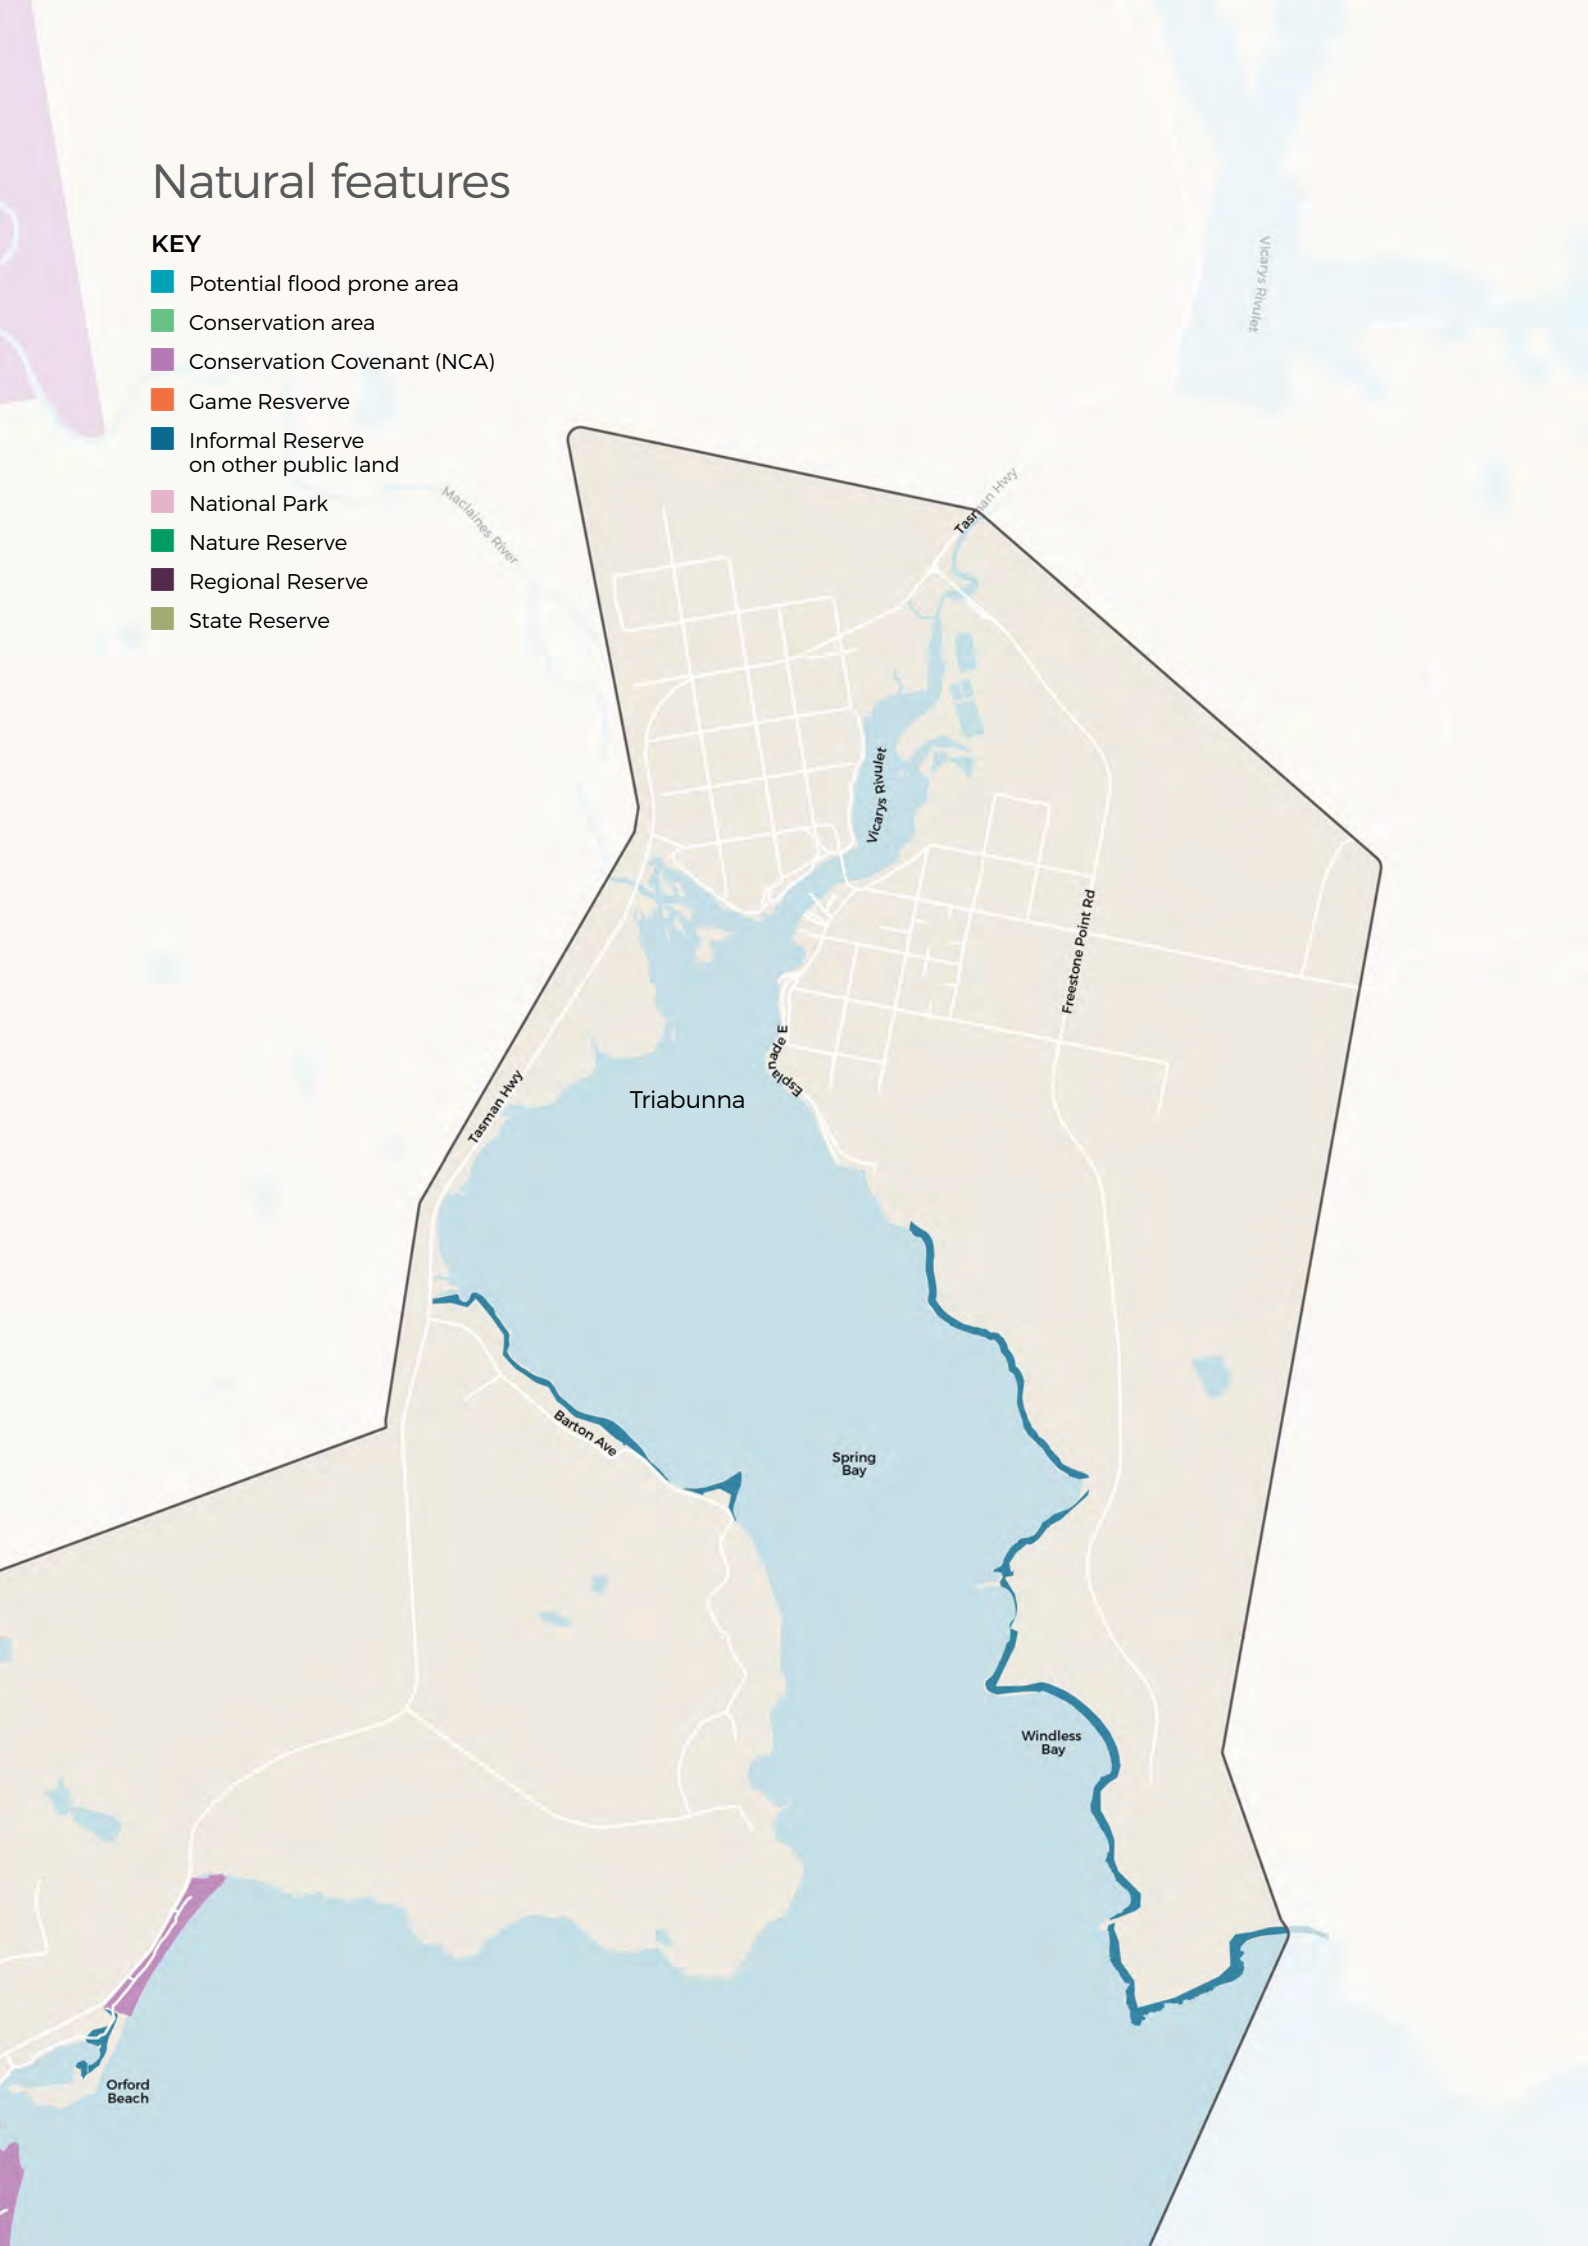 Natural features
KEY
Potential flood prone area
Conservation area
Conservation Covenant (NCA)
Game Resverve
Informal Reserve
on other public land
National Park
Nature Reserve
Regional Reserve
State Reserve
Vicarys Rivulet
Maclaines River
Tasman Hwy
Vicarys Rivulet
Freestone Point Rd
Esplanade E
Tasman Hwy
Triabunna
Barton Ave
Spring
Bay
Windless
Bay
Orford
Beach